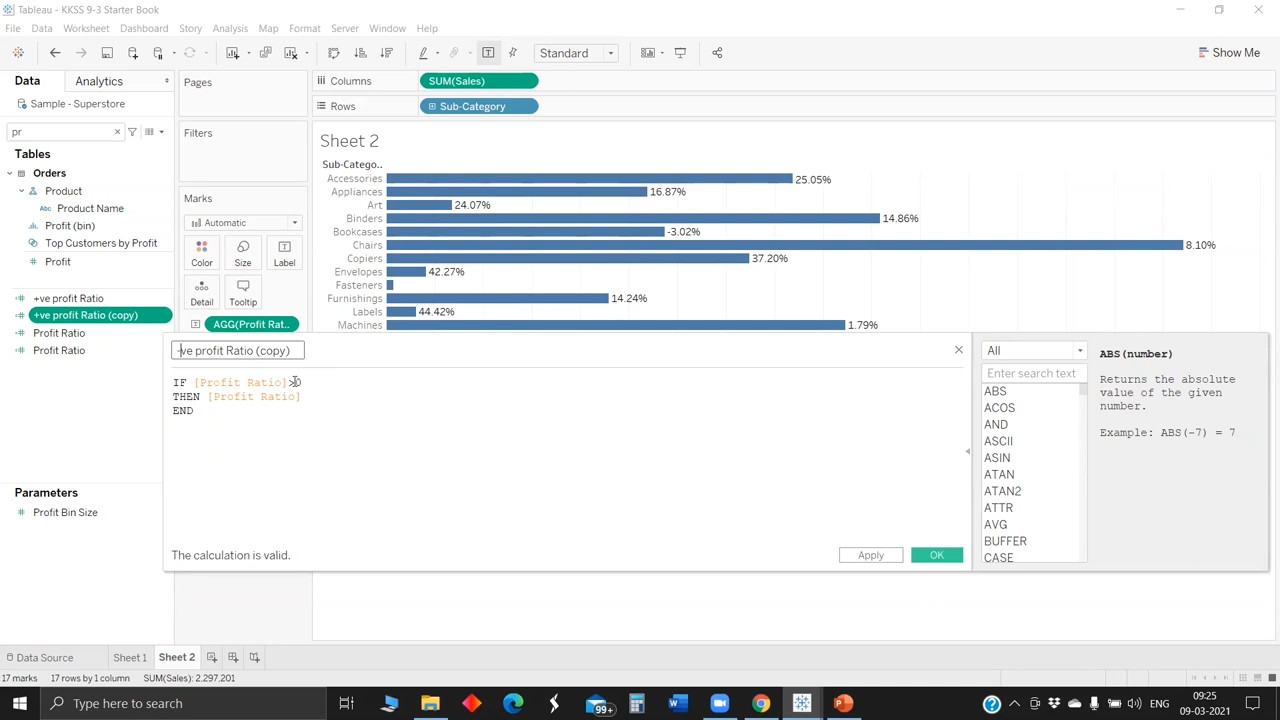 Tableau - KKSS 9-3 Starter Book
File Data Worksheet Dashboard Story Analysis Map Format Server Window Help
Standard
Show Me
Data Analytics
Sample - Superstore
pr
Tables
Orders
Product
Abc Product Name
Profit (bin)
Top Customers by Profit
Profit
+ve profit Ratio
+ve profit Ratio (copy)
Profit Ratio
Profit Ratio
Parameters
Profit Bin Size
Pages
Filters
Marks
Automatic
Color Size Label
Detail Tooltip
AGG(Profit Rat..
Columns SUM(Sales)
Rows Sub-Category
Sheet 2
Sub-Catego..
Accessories 25.05%
Appliances 16.87%
Art 24.07%
Binders 14.86%
Bookcases -3.02%
Chairs 8.10%
Copiers 37.20%
Envelopes 42.27%
Fasteners
Furnishings 14.24%
Labels 44.42%
Machines 1.79%
-ve profit Ratio (copy)
IF [Profit Ratio]>0
THEN [Profit Ratio]
END
The calculation is valid.
Apply OK
All
Enter search text
ABS
ACOS
AND
ASCII
ASIN
ATAN
ATAN2
ATTR
AVG
BUFFER
CASE
ABS(number)
Returns the absolute
value of the given
number.
Example: ABS(-7) = 7
Data Source Sheet 1 Sheet 2
17 marks 17 rows by 1 column SUM(Sales): 2,297,201
Type here to search
99+
ENG
09:25
09-03-2021